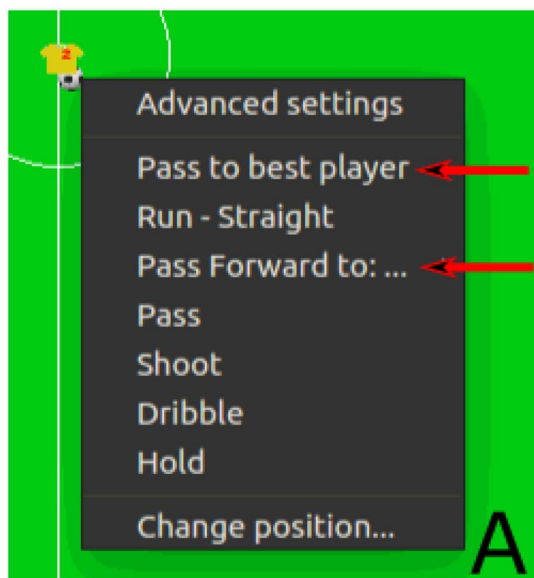 Advanced settings
Pass to best player
Run - Straight
Pass Forward to: ...
Pass
Shoot
Dribble
Hold
Change position...
A